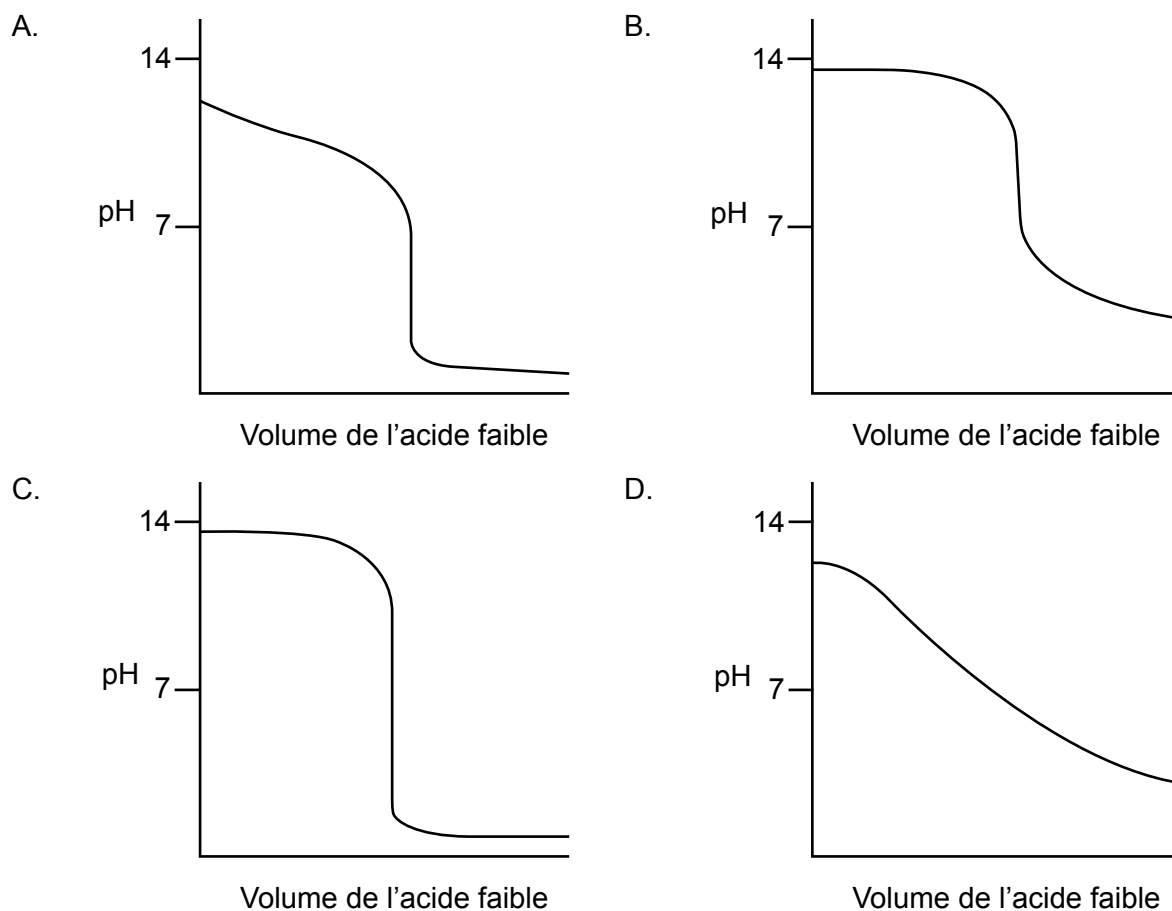 A.
14
pH 7
Volume de l’acide faible
B.
14
pH 7
Volume de l’acide faible
C.
14
pH 7
Volume de l’acide faible
D.
14
pH 7
Volume de l’acide faible